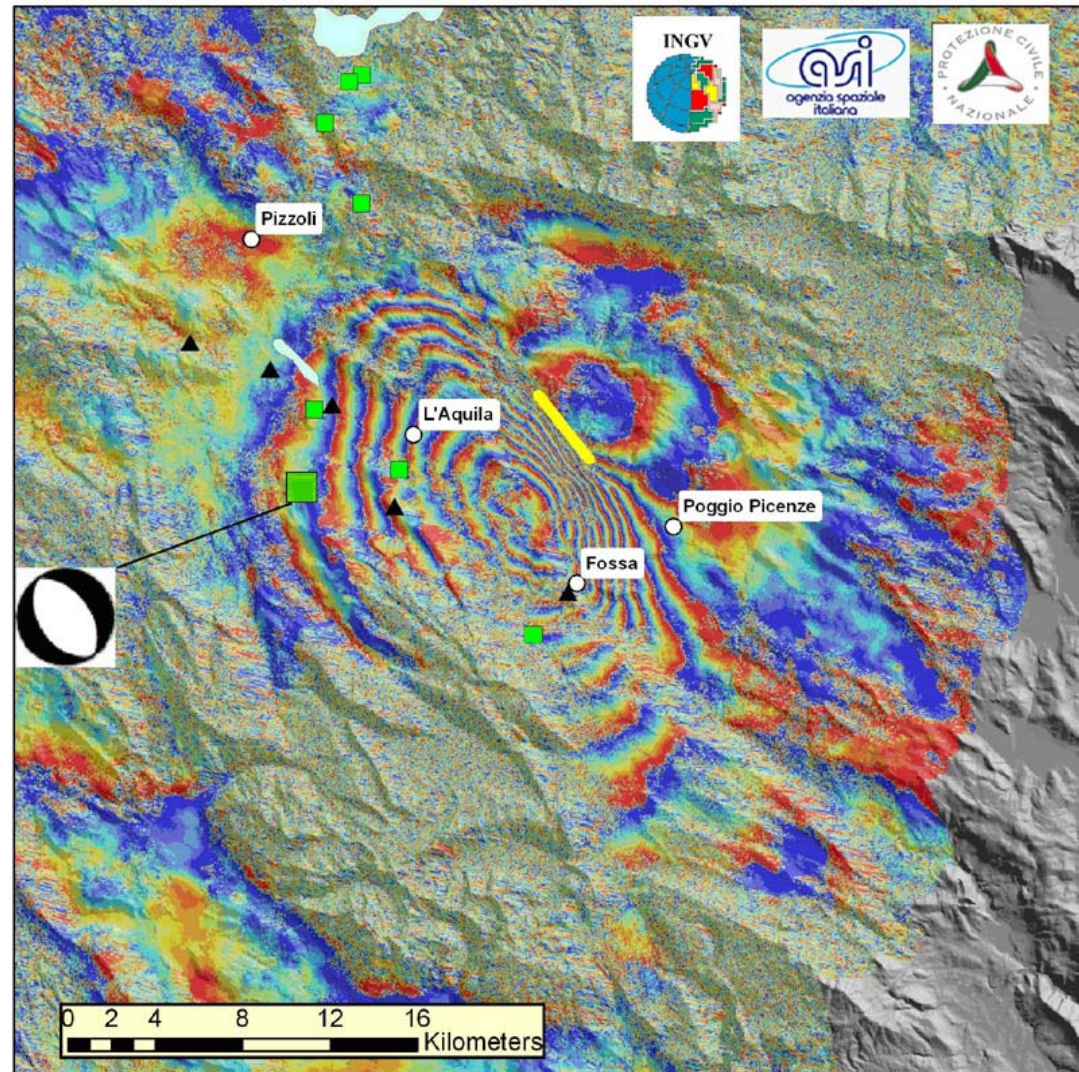 INGV
asi
agenzia spaziale
italiana
PROTEZIONE CIVILE
NAZIONALE
Pizzoli
L'Aquila
Poggio Picenze
Fossa
0 2 4 8 12 16
Kilometers